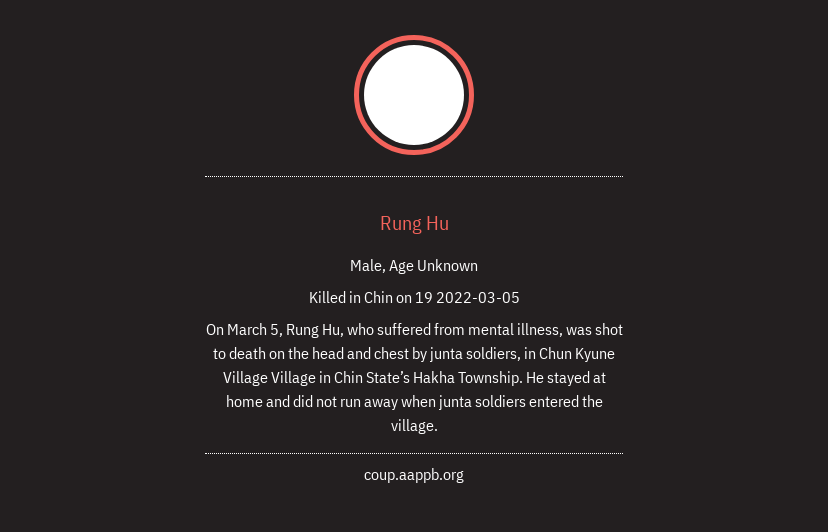 Rung Hu
Male, Age Unknown
Killed in Chin on 19 2022-03-05
On March 5, Rung Hu, who suffered from mental illness, was shot
to death on the head and chest by junta soldiers, in Chun Kyune
Village Village in Chin State’s Hakha Township. He stayed at
home and did not run away when junta soldiers entered the
village.
coup.aappb.org